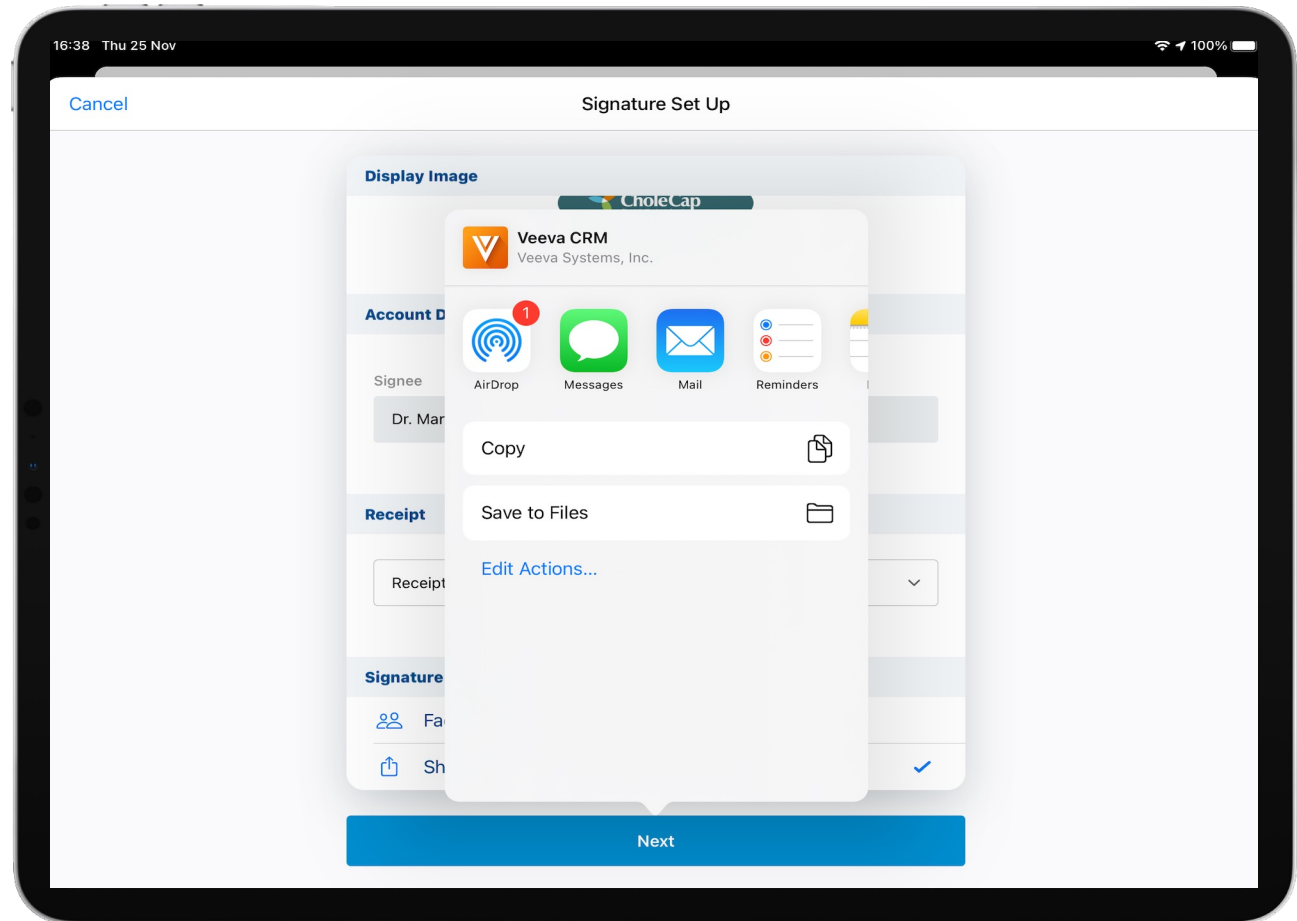 16:38 Thu 25 Nov
100%
Cancel
Signature Set Up
Display Image
CholeCap
Veeva CRM
Veeva Systems, Inc.
Account D
1
AirDrop
Messages
Mail
Reminders
Signee
Dr. Mar
Copy
Save to Files
Receipt
Edit Actions...
Receipt
Signature
Fa
Sh
Next